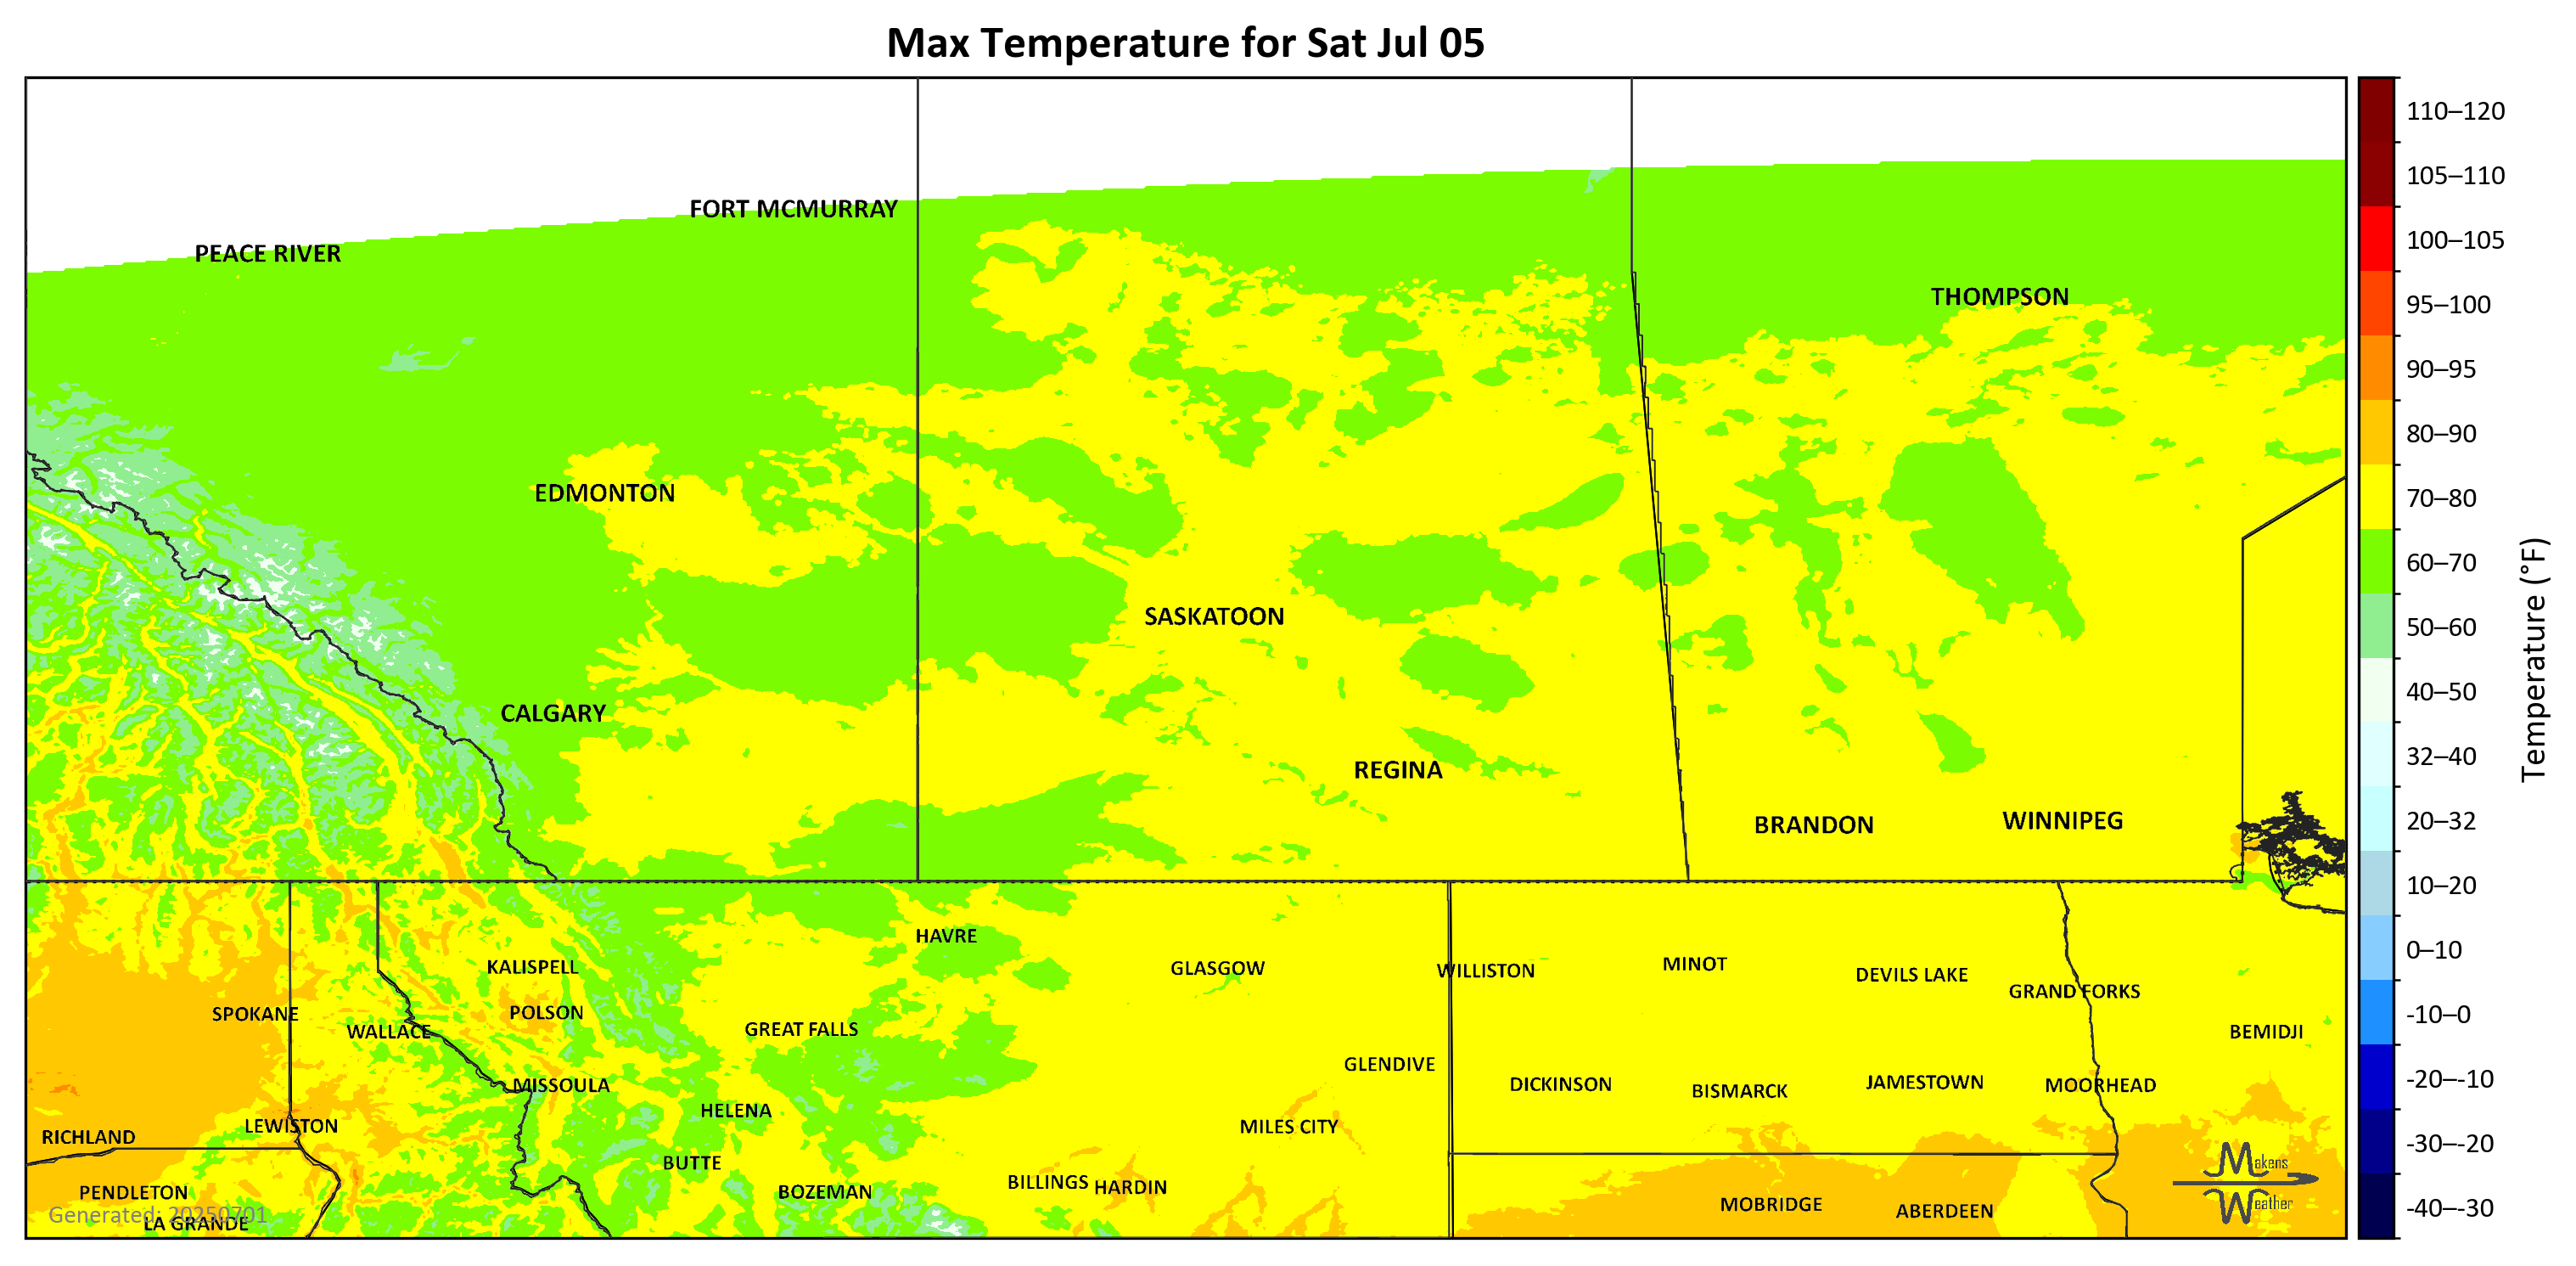 Max Temperature for Sat Jul 05
FORT MCMURRAY
PEACE RIVER
THOMPSON
EDMONTON
SASKATOON
CALGARY
REGINA
BRANDON
WINNIPEG
HAVRE
KALISPELL
GLASGOW
WILLISTON
MINOT
DEVILS LAKE
GRAND FORKS
SPOKANE
POLSON
WALLACE
GREAT FALLS
BEMIDJI
GLENDIVE
MISSOULA
DICKINSON
BISMARCK
JAMESTOWN
MOORHEAD
HELENA
LEWISTON
MILES CITY
RICHLAND
BUTTE
BILLINGS
HARDIN
PENDLETON
BOZEMAN
MOBRIDGE
ABERDEEN
Generated: 20250701
LA GRANDE
Makens
Weather
110–120
105–110
100–105
95–100
90–95
80–90
70–80
60–70
50–60
40–50
32–40
20–32
10–20
0–10
-10–0
-20–-10
-30–-20
-40–-30
Temperature (°F)